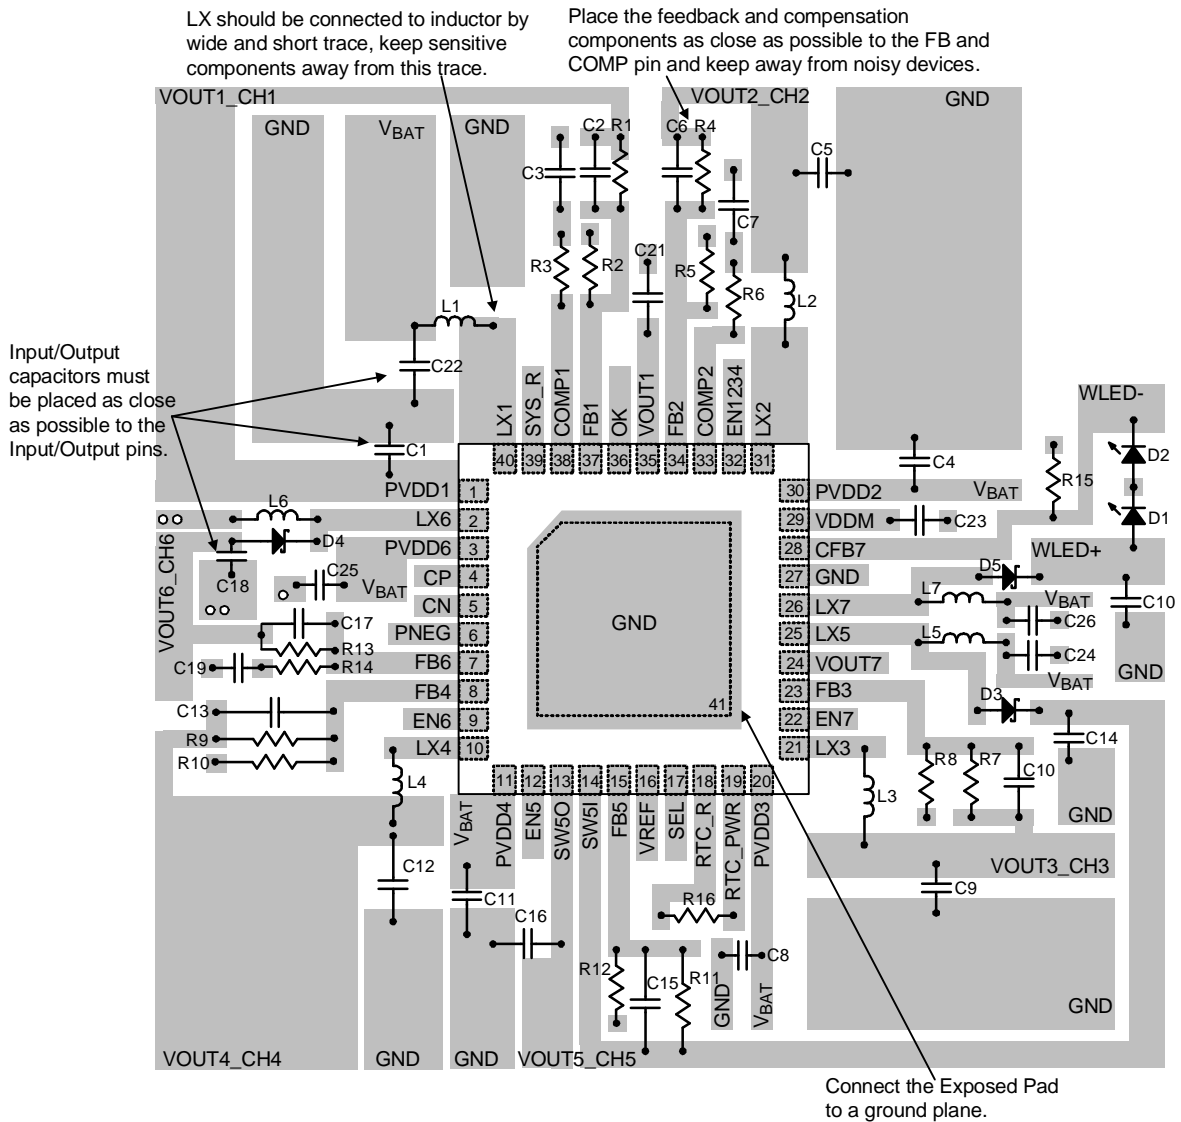 LX should be connected to inductor by
wide and short trace, keep sensitive
components away from this trace.
Place the feedback and compensation
components as close as possible to the FB and
COMP pin and keep away from noisy devices.
VOUT1_CH1
VOUT2_CH2
GND
GND
VBAT
GND
C2
R1
C6
R4
C5
C3
C7
C21
R3
R2
R5
R6
L2
L1
C22
Input/Output
capacitors must
be placed as close
as possible to the
Input/Output pins.
C1
LX1
SYS_R
COMP1
FB1
OK
VOUT1
FB2
COMP2
EN1234
LX2
40
39
38
37
36
35
34
33
32
31
WLED-
D2
C4
R15
D1
PVDD1
1
30
PVDD2
VBAT
L6
LX6
2
29
VDDM
C23
D4
PVDD6
3
28
CFB7
WLED+
VOUT6_CH6
C18
C25
VBAT
CP
4
27
GND
D5
CN
5
26
LX7
L7
VBAT
C10
C17
PNEG
6
GND
25
LX5
L5
C26
R13
C19
R14
FB6
7
24
VOUT7
C24
GND
VBAT
FB4
8
23
FB3
D3
C13
EN6
9
41
22
EN7
R9
C14
R10
LX4
10
21
LX3
R8
R7
C10
L4
L3
GND
11
12
13
14
15
16
17
18
19
20
VBAT
PVDD4
EN5
SW5O
SW5I
FB5
VREF
SEL
RTC_R
RTC_PWR
PVDD3
VOUT3_CH3
C12
C11
C9
R16
C16
C8
R12
C15
R11
GND
VBAT
GND
VOUT4_CH4
GND
GND
VOUT5_CH5
Connect the Exposed Pad
to a ground plane.